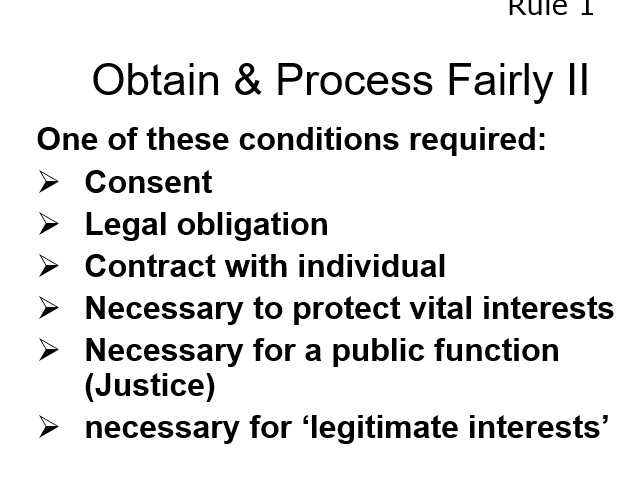 Rule 1
Obtain & Process Fairly II
One of these conditions required:
➢ Consent
➢ Legal obligation
➢ Contract with individual
➢ Necessary to protect vital interests
➢ Necessary for a public function
(Justice)
➢ necessary for ‘legitimate interests’